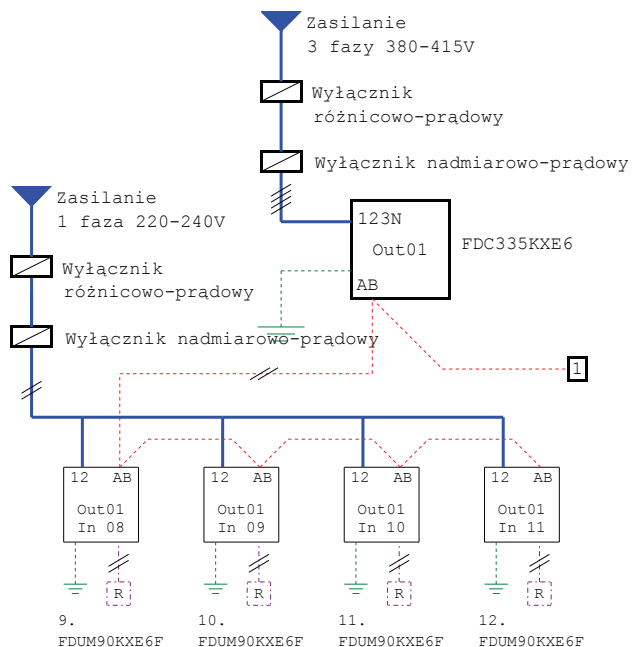 Zasilanie
3 fazy 380-415V
Wyłącznik
różnicowo-prądowy
Wyłącznik nadmiarowo-prądowy
Zasilanie
1 faza 220-240V
123N
Out01
FDC335KXE6
AB
Wyłącznik
różnicowo-prądowy
Wyłącznik nadmiarowo-prądowy
1
12 AB
Out01
In 08
12 AB
Out01
In 09
12 AB
Out01
In 10
12 AB
Out01
In 11
R
R
R
R
9.
FDUM90KXE6F
10.
FDUM90KXE6F
11.
FDUM90KXE6F
12.
FDUM90KXE6F